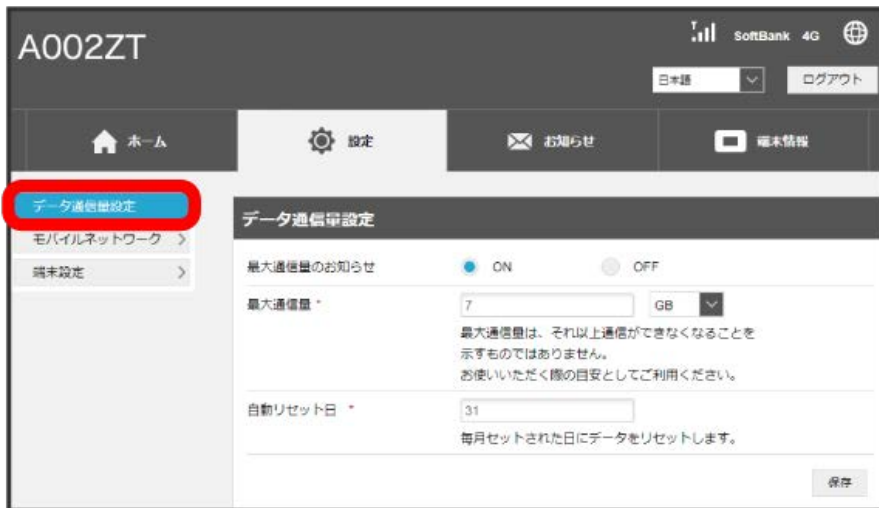 A002ZT
SoftBank 4G
日本語
ログアウト
ホーム
設定
お知らせ
端末情報
データ通信量設定
モバイルネットワーク
端末設定
データ通信量設定
最大通信量のお知らせ ON OFF
最大通信量 * 7 GB
最大通信量は、それ以上通信ができなくなることを
示すものではありません。
お使いいただく際の目安としてご利用ください。
自動リセット日 * 31
毎月セットされた日にデータをリセットします。
保存